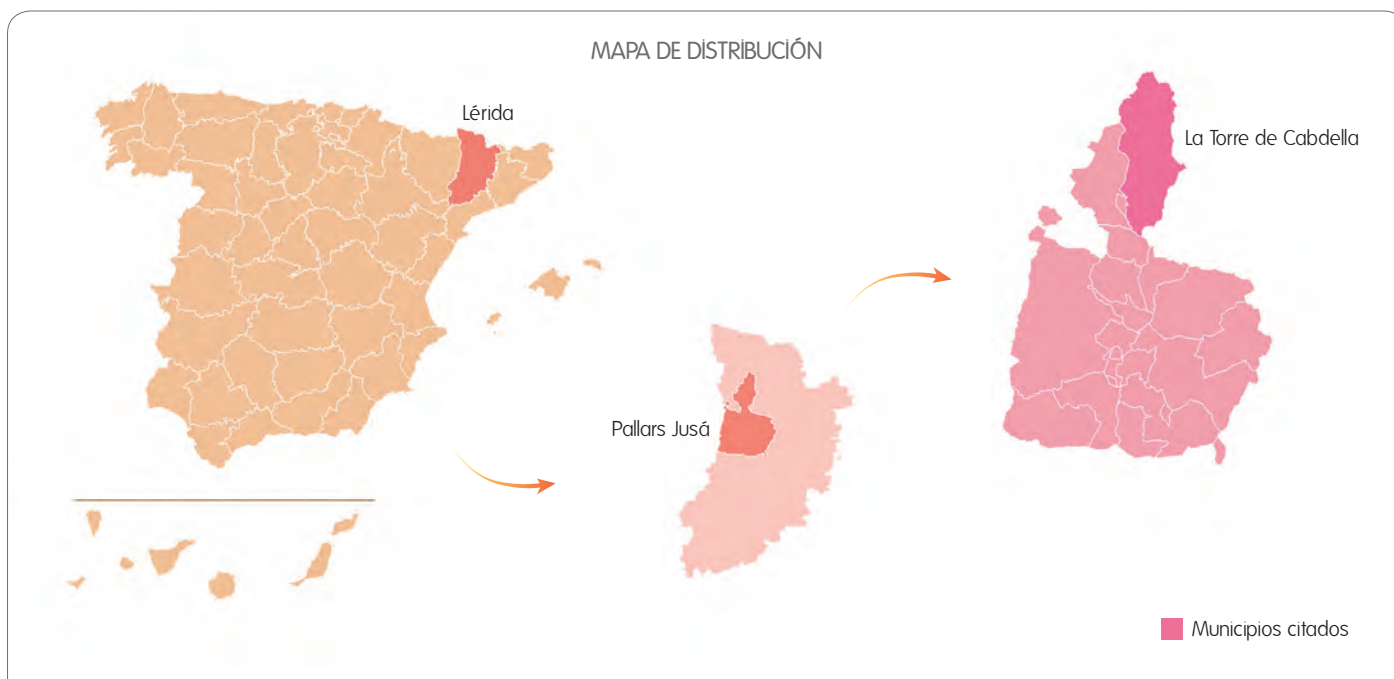 MAPA DE DISTRIBUCIÓN
Lérida
La Torre de Cabdella
Pallars Jusá
Municipios citados